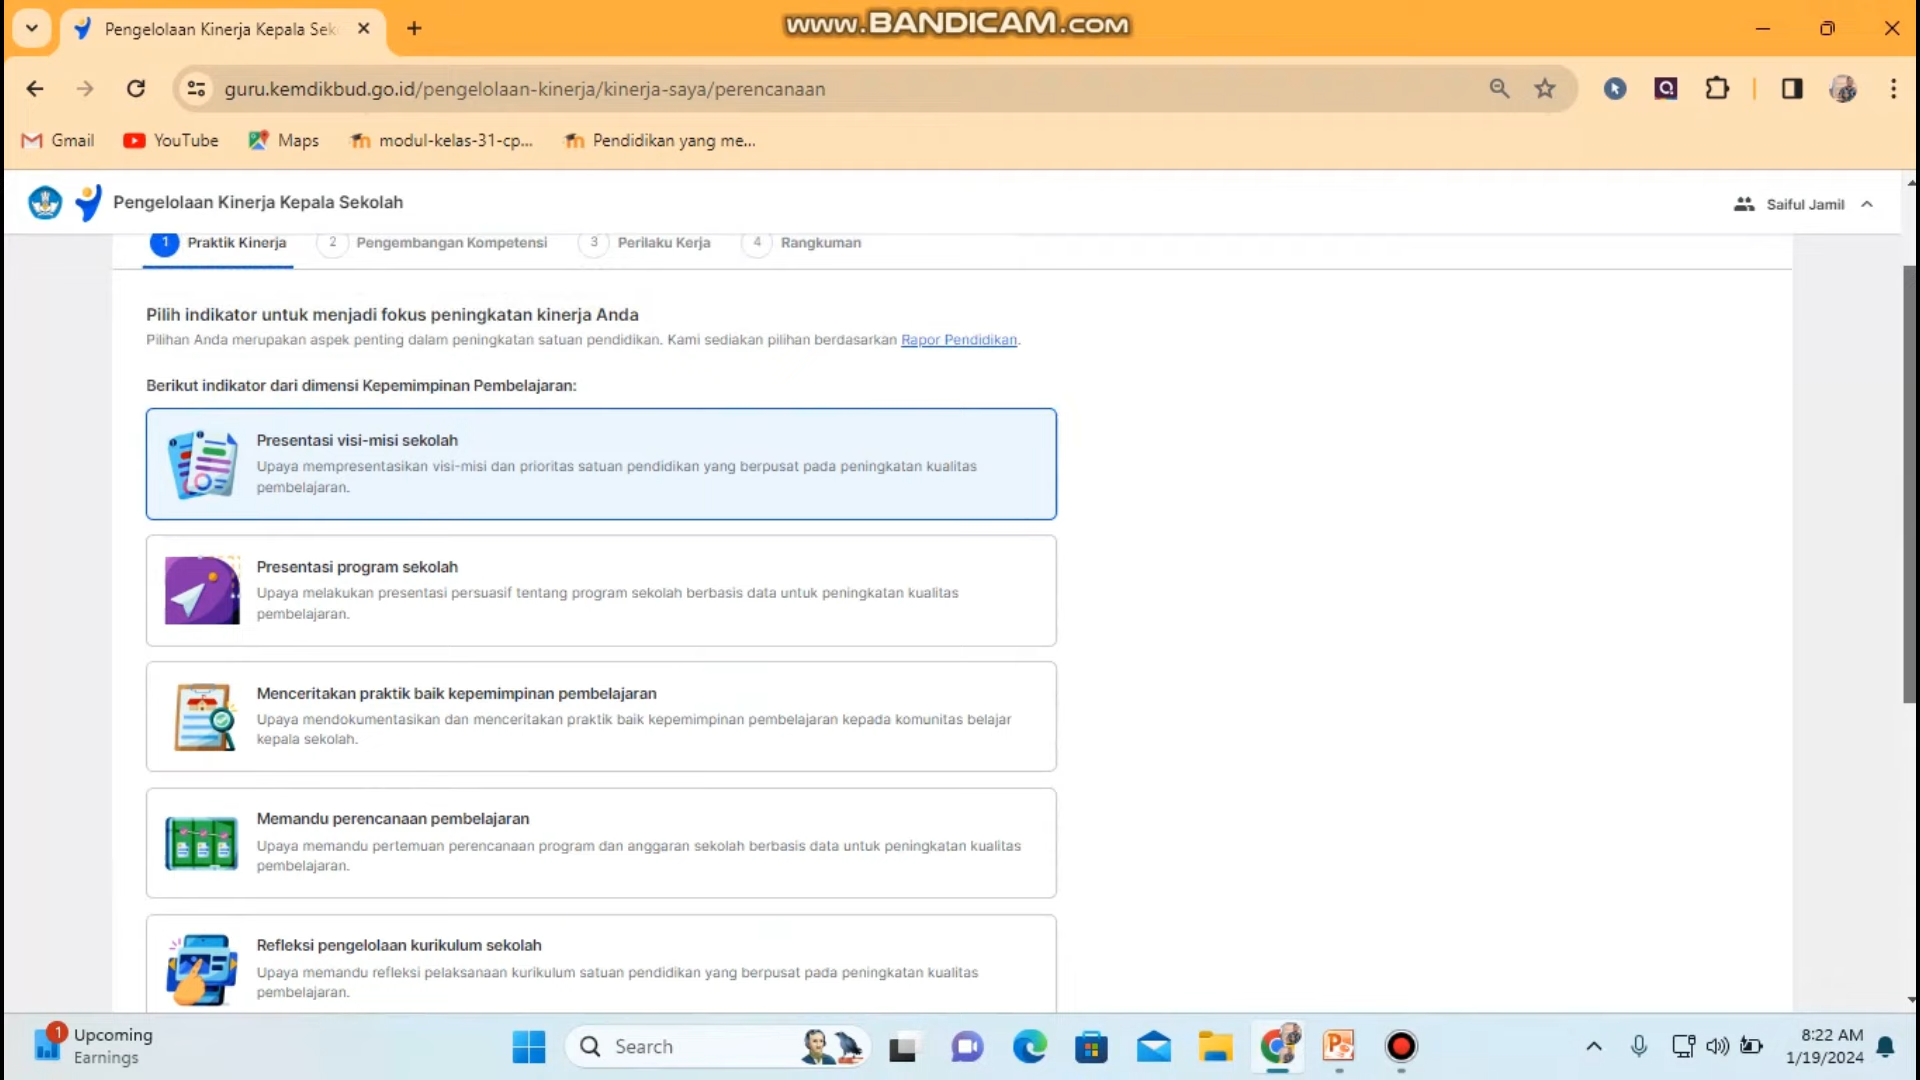 Pengelolaan Kinerja Kepala Sek
www.BANDICAM.com
guru.kemdikbud.go.id/pengelolaan-kinerja/kinerja-saya/perencanaan
Gmail
YouTube
Maps
modul-kelas-31-cp...
Pendidikan yang me...
Pengelolaan Kinerja Kepala Sekolah
Saiful Jamil
1 Praktik Kinerja
2 Pengembangan Kompetensi
3 Perilaku Kerja
4 Rangkuman
Pilih indikator untuk menjadi fokus peningkatan kinerja Anda
Pilihan Anda merupakan aspek penting dalam peningkatan satuan pendidikan. Kami sediakan pilihan berdasarkan Rapor Pendidikan.
Berikut indikator dari dimensi Kepemimpinan Pembelajaran:
Presentasi visi-misi sekolah
Upaya mempresentasikan visi-misi dan prioritas satuan pendidikan yang berpusat pada peningkatan kualitas
pembelajaran.
Presentasi program sekolah
Upaya melakukan presentasi persuasif tentang program sekolah berbasis data untuk peningkatan kualitas
pembelajaran.
Menceritakan praktik baik kepemimpinan pembelajaran
Upaya mendokumentasikan dan menceritakan praktik baik kepemimpinan pembelajaran kepada komunitas belajar
kepala sekolah.
Memandu perencanaan pembelajaran
Upaya memandu pertemuan perencanaan program dan anggaran sekolah berbasis data untuk peningkatan kualitas
pembelajaran.
Refleksi pengelolaan kurikulum sekolah
Upaya memandu refleksi pelaksanaan kurikulum satuan pendidikan yang berpusat pada peningkatan kualitas
pembelajaran.
1
Upcoming
Earnings
Search
8:22 AM
1/19/2024